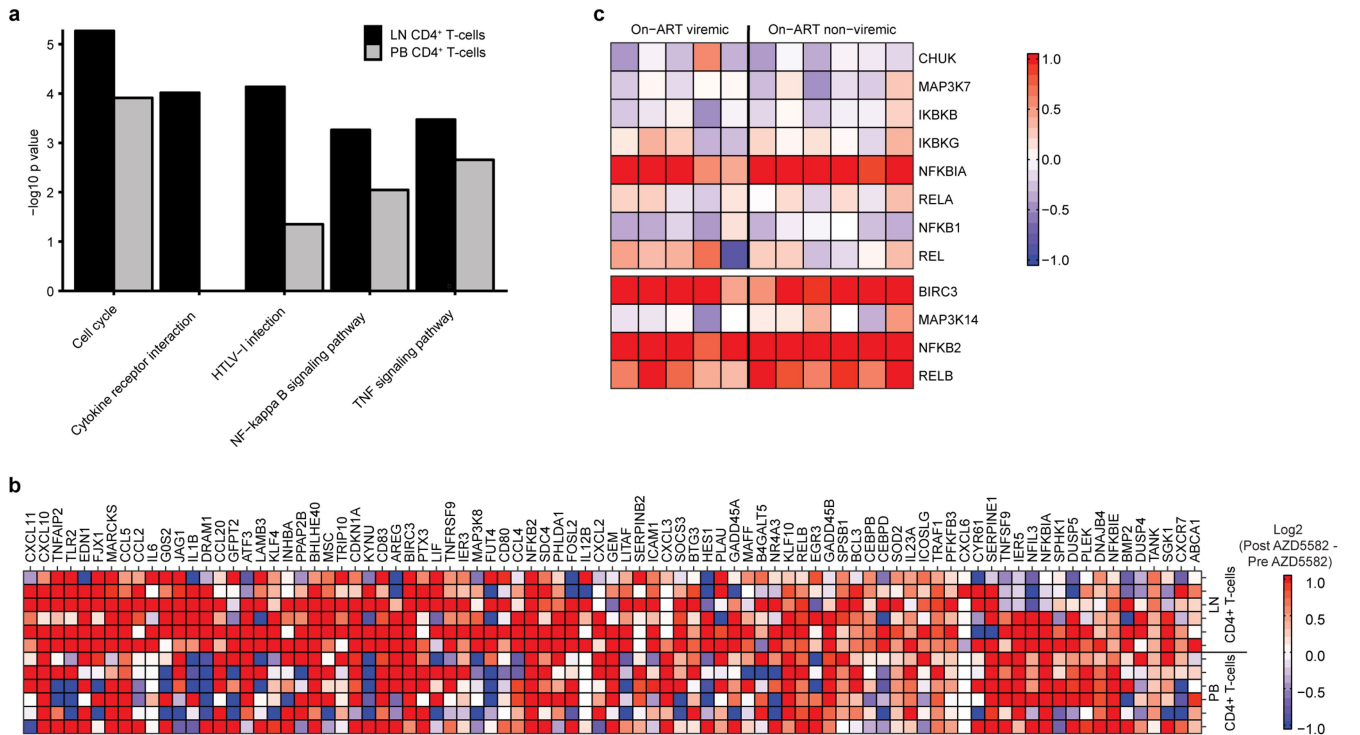 a
LN CD4+ T-cells
PB CD4+ T-cells
−log10 p value
5
4
3
2
1
0
Cell cycle
Cytokine receptor interaction
HTLV−I infection
NF−kappa B signaling pathway
TNF signaling pathway
c
On-ART viremic
On-ART non-viremic
CHUK
MAP3K7
IKBKB
IKBKG
NFKBIA
RELA
NFKB1
REL
BIRC3
MAP3K14
NFKB2
RELB
1.0
0.5
0.0
−0.5
−1.0
b
CXCL11
CXCL10
TNFAIP2
TLR2
EDN1
FJX1
MARCKS
CCL5
CCL2
IL6
G0S2
JAG1
IL1B
DRAM1
CCL20
GFPT2
ATF3
LAMB3
KLF4
INHBA
PPAP2B
BHLHE40
MSC
TRIP10
CDKN1A
KYNU
CD83
AREG
BIRC3
PTX3
LIF
TNFRSF9
IER3
MAP3K8
FUT4
CD80
CCL4
NFKB2
SDC4
PHLDA1
FOSL2
IL12B
CXCL2
GEM
LITAF
SERPINB2
ICAM1
CXCL3
SOCS3
BTG3
HES1
PLAU
GADD45A
MAFF
B4GALT5
NR4A3
KLF10
RELB
EGR3
GADD45B
SPSB1
BCL3
CEBPB
CEBPD
SOD2
IL23A
ICOSLG
TRAF1
PFKFB3
CXCL6
CYR61
SERPINE1
TNFSF9
IER5
NFIL3
NFKBIA
SPHK1
DUSP5
PLEK
DNAJB4
NFKBIE
BMP2
DUSP4
TANK
SGK1
CXCR7
ABCA1
LN
CD4+ T-cells
PB
CD4+ T-cells
Log2
(Post AZD5582 -
Pre AZD5582)
1.0
0.5
0.0
−0.5
−1.0